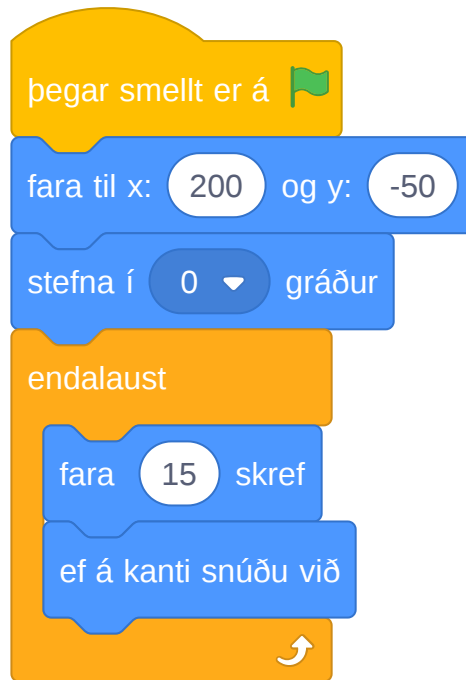 þegar smellt er á
fara til x: 200 og y: -50
stefna í 0 gráður
endalaust
fara 15 skref
ef á kanti snúðu við